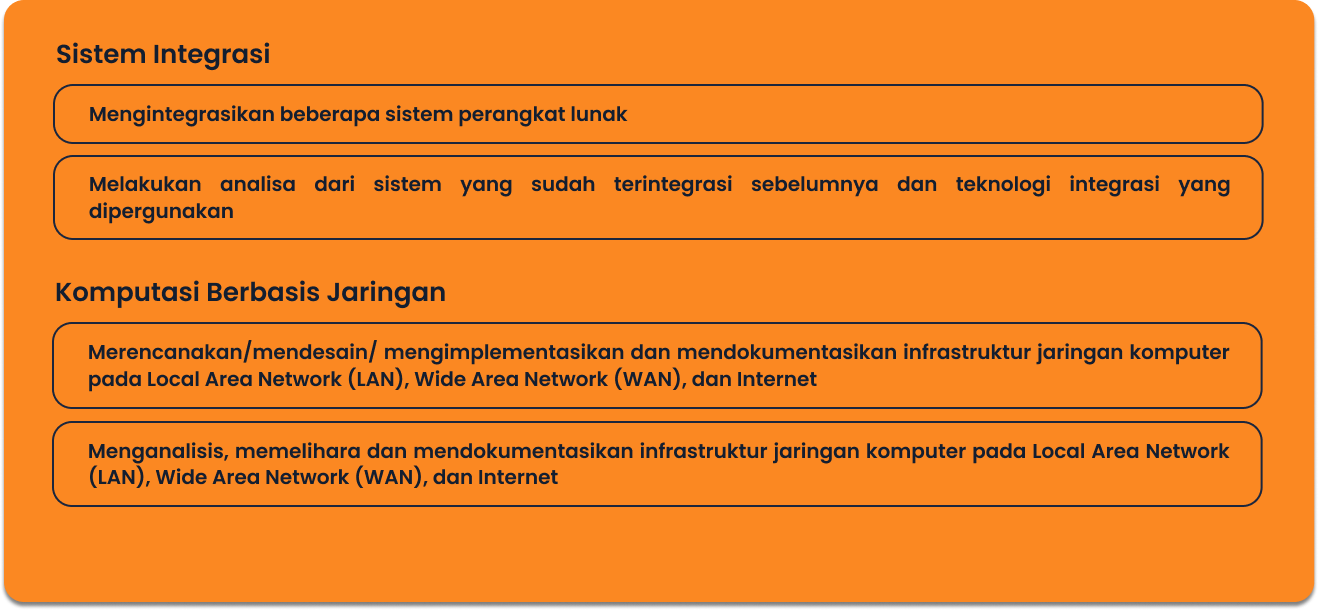 Sistem Integrasi
Mengintegrasikan beberapa sistem perangkat lunak
Melakukan analisa dari sistem yang sudah terintegrasi sebelumnya dan teknologi integrasi yang
dipergunakan
Komputasi Berbasis Jaringan
Merencanakan/mendesain/ mengimplementasikan dan mendokumentasikan infrastruktur jaringan komputer
pada Local Area Network (LAN), Wide Area Network (WAN), dan Internet
Menganalisis, memelihara dan mendokumentasikan infrastruktur jaringan komputer pada Local Area Network
(LAN), Wide Area Network (WAN), dan Internet